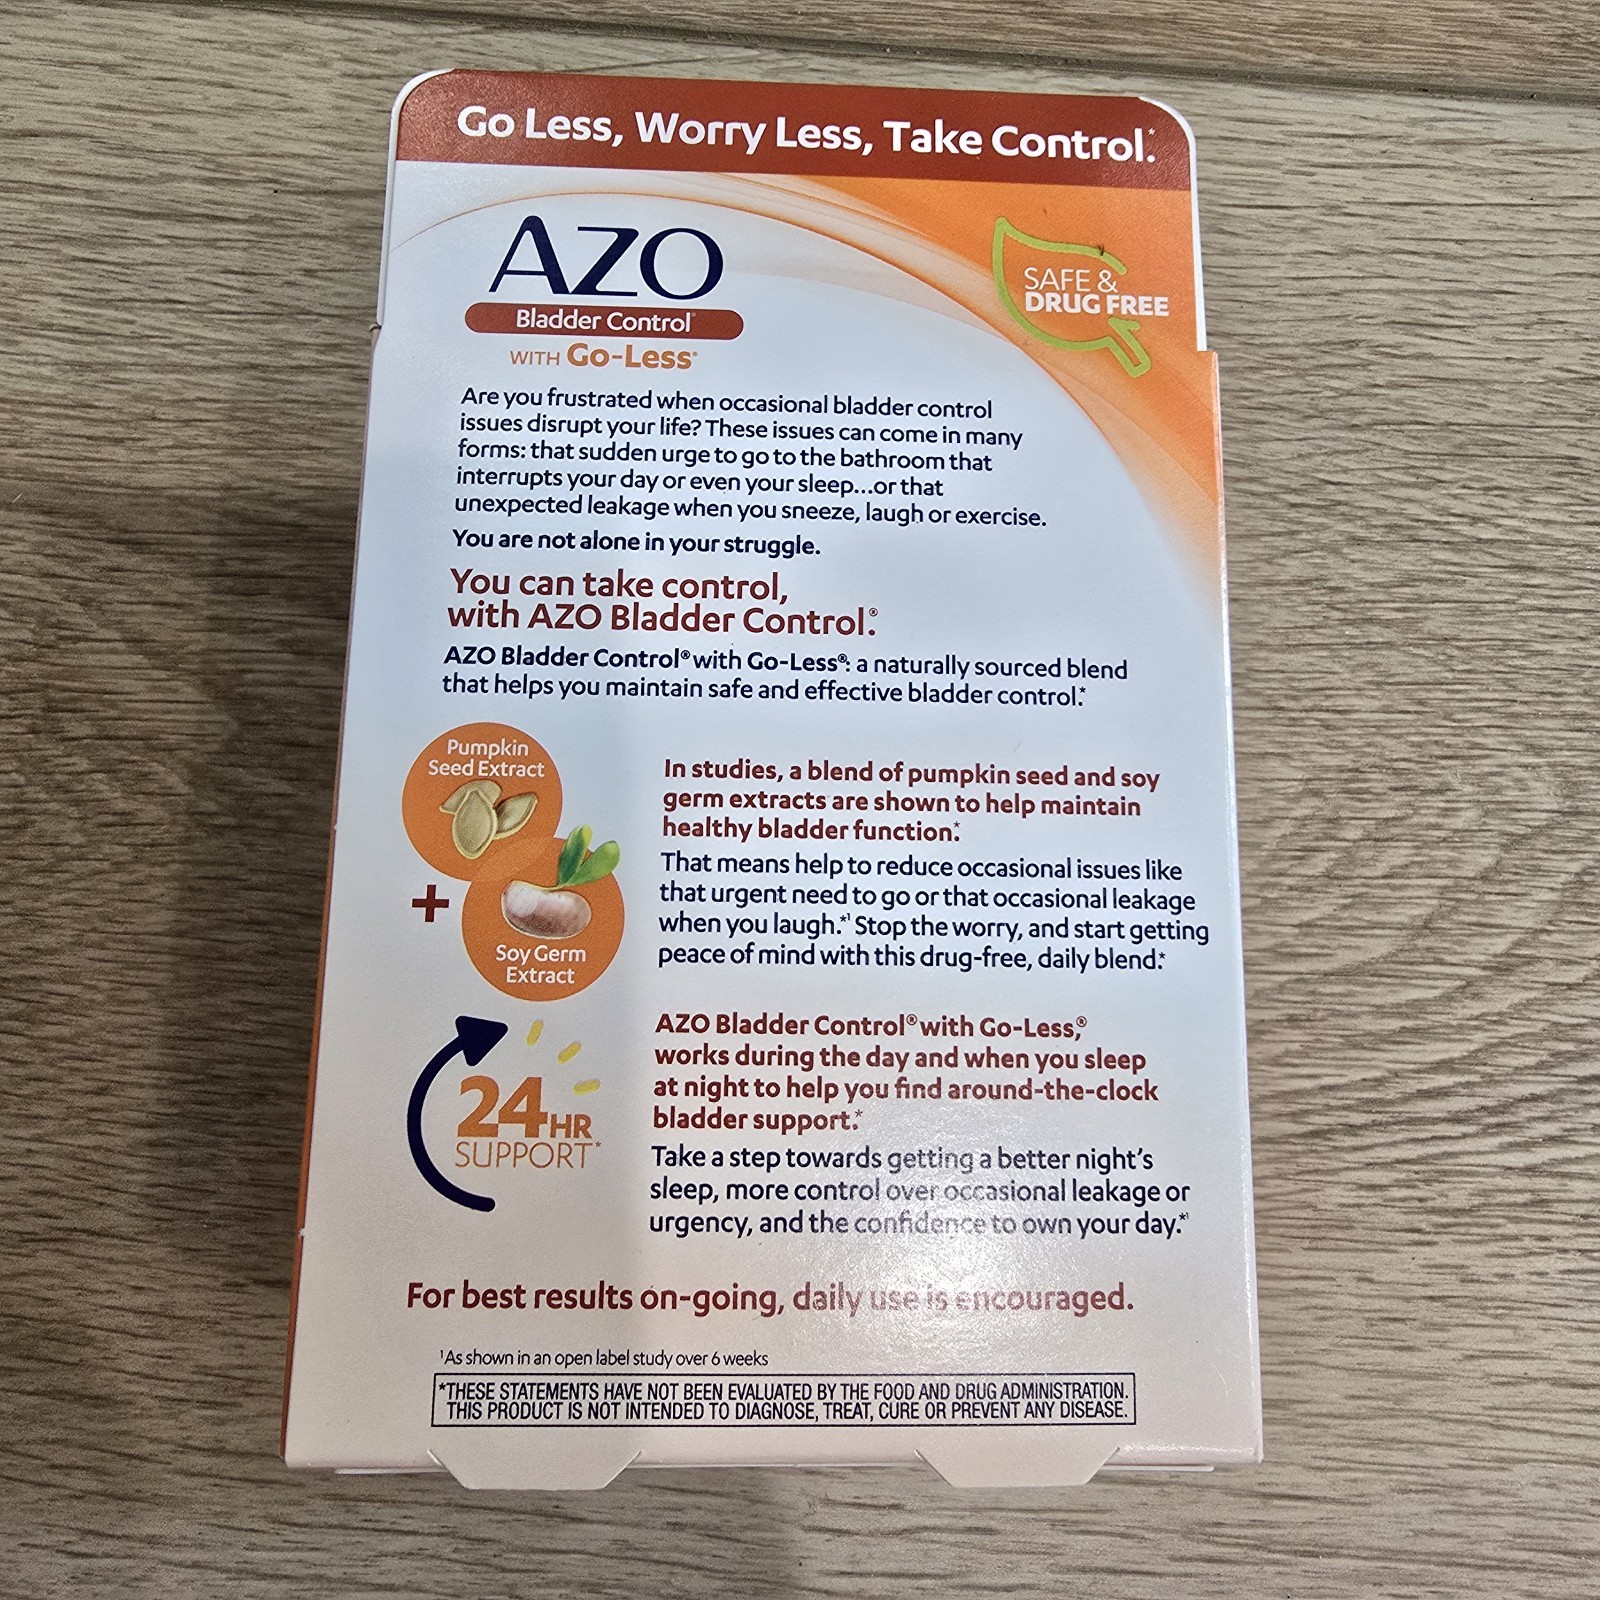 Go Less, Worry Less, Take Control.*
AZO
Bladder Control®
WITH Go-Less®
SAFE &
DRUG FREE
Are you frustrated when occasional bladder control
issues disrupt your life? These issues can come in many
forms: that sudden urge to go to the bathroom that
interrupts your day or even your sleep...or that
unexpected leakage when you sneeze, laugh or exercise.
You are not alone in your struggle.
You can take control,
with AZO Bladder Control.®
AZO Bladder Control® with Go-Less®: a naturally sourced blend
that helps you maintain safe and effective bladder control.*
Pumpkin
Seed Extract
+
Soy Germ
Extract
In studies, a blend of pumpkin seed and soy
germ extracts are shown to help maintain
healthy bladder function.*
That means help to reduce occasional issues like
that urgent need to go or that occasional leakage
when you laugh.*¹ Stop the worry, and start getting
peace of mind with this drug-free, daily blend.*
24HR
SUPPORT*
AZO Bladder Control® with Go-Less,®
works during the day and when you sleep
at night to help you find around-the-clock
bladder support.*
Take a step towards getting a better night's
sleep, more control over occasional leakage or
urgency, and the confidence to own your day.*¹
For best results on-going, daily use is encouraged.
¹As shown in an open label study over 6 weeks
*THESE STATEMENTS HAVE NOT BEEN EVALUATED BY THE FOOD AND DRUG ADMINISTRATION.
THIS PRODUCT IS NOT INTENDED TO DIAGNOSE, TREAT, CURE OR PREVENT ANY DISEASE.